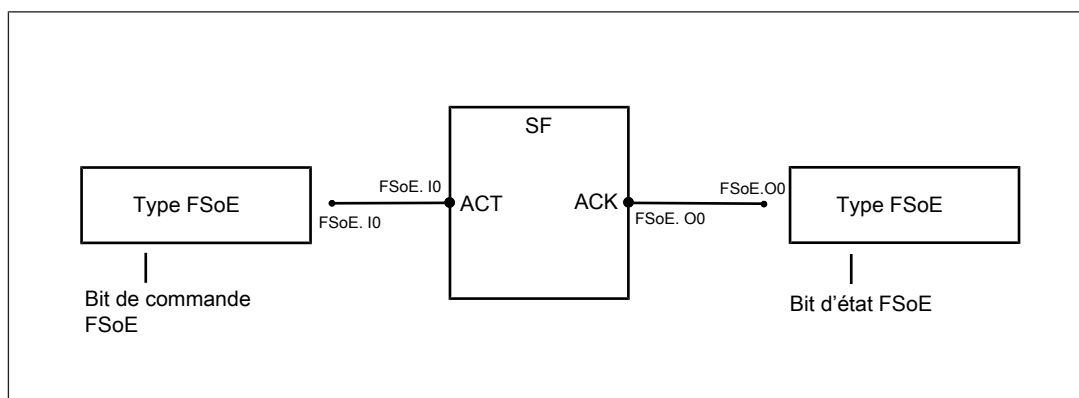 SF
Type FSoE
FSoE. I0
FSoE. I0
ACT
ACK
FSoE.O0
FSoE. O0
Type FSoE
Bit de commande
FSoE
Bit d'état FSoE